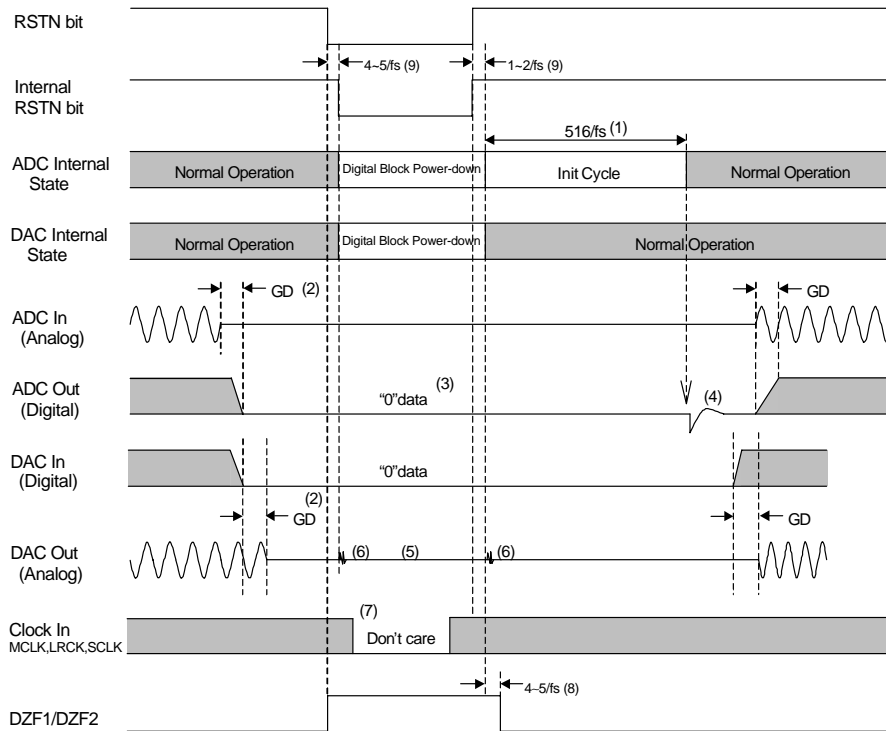 RSTN bit
4~5/fs (9)
1~2/fs (9)
Internal
RSTN bit
516/fs (1)
ADC Internal
State
Normal Operation
Digital Block Power-down
Init Cycle
Normal Operation
DAC Internal
State
Normal Operation
Digital Block Power-down
Normal Operation
GD (2)
GD
ADC In
(Analog)
ADC Out
(Digital)
“0”data
(3)
(4)
DAC In
(Digital)
“0”data
(2)
GD
GD
DAC Out
(Analog)
(6)
(5)
(6)
Clock In
MCLK,LRCK,SCLK
(7)
Don’t care
4~5/fs (8)
DZF1/DZF2